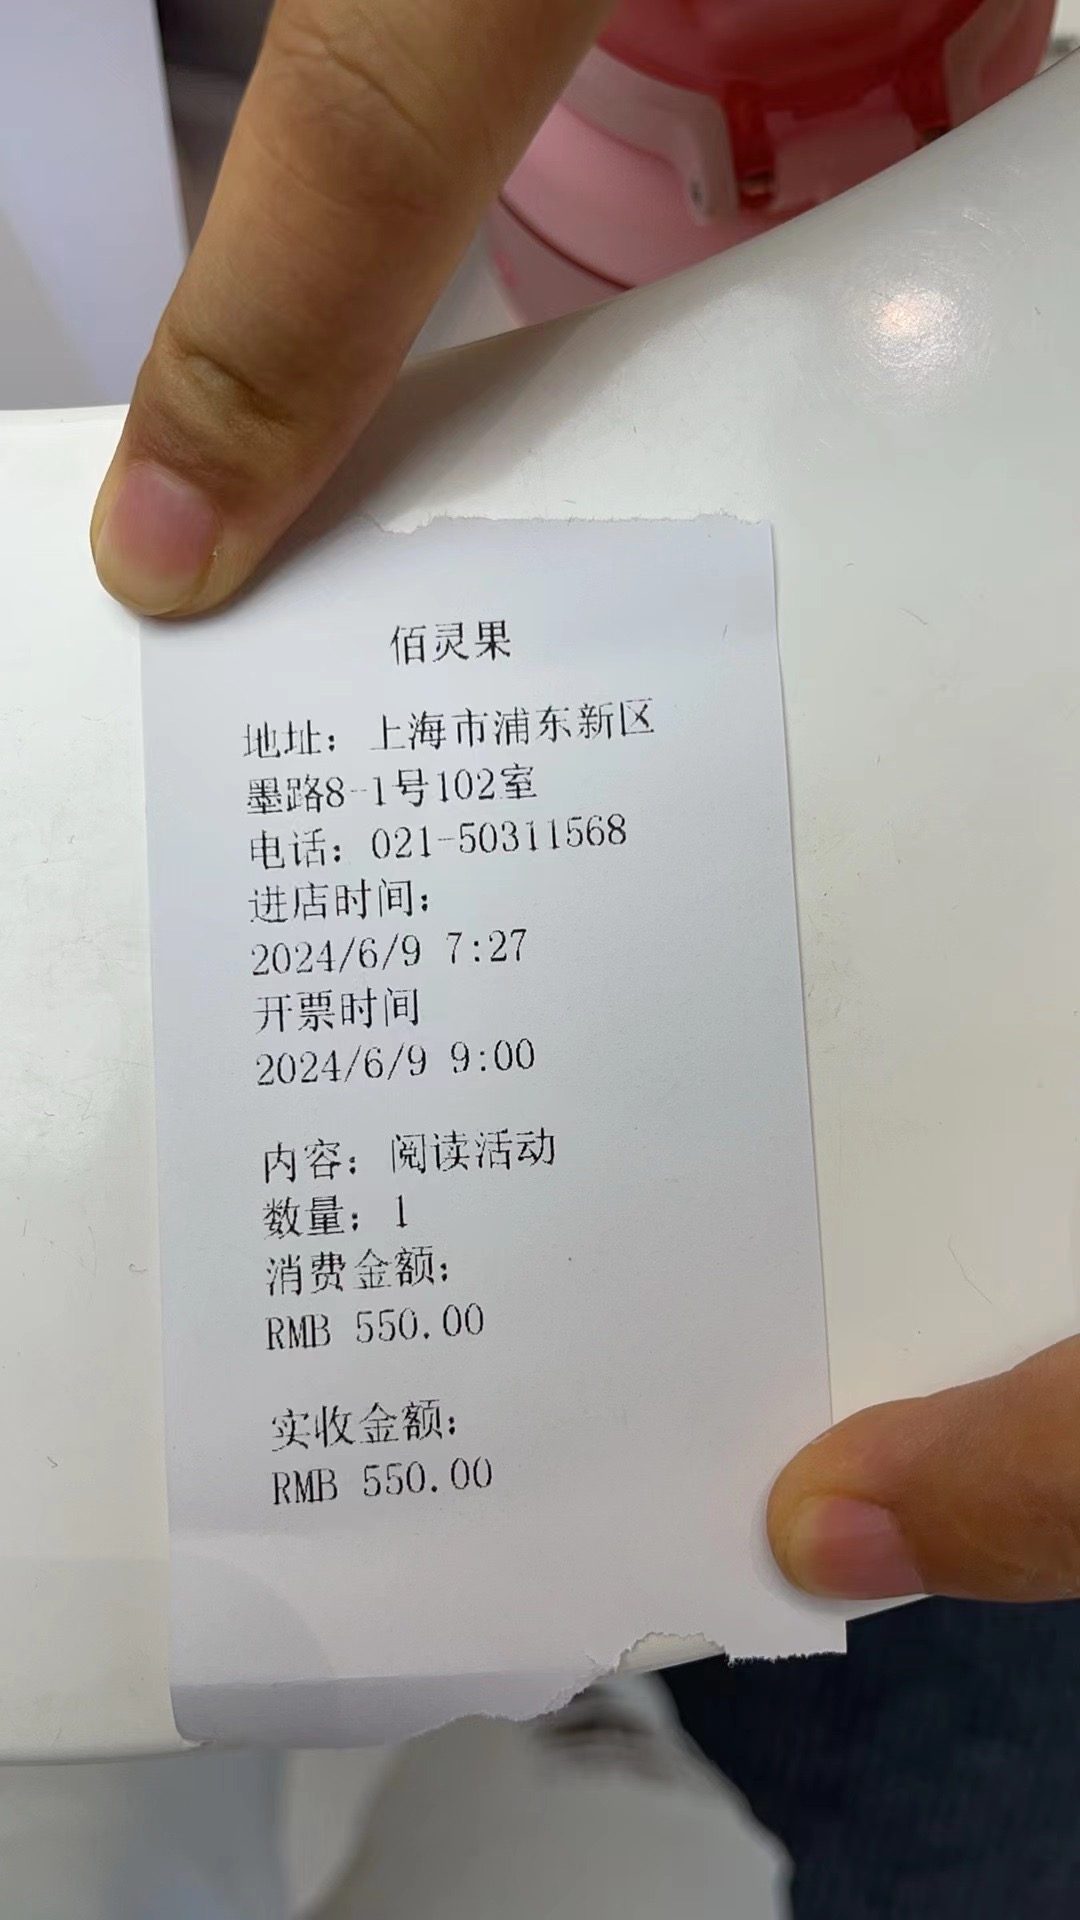 佰灵果
地址：上海市浦东新区
墨路8-1号102室
电话：021-50311568
进店时间：
2024/6/9 7:27
开票时间
2024/6/9 9:00
内容：阅读活动
数量：1
消费金额：
RMB 550.00
实收金额：
RMB 550.00